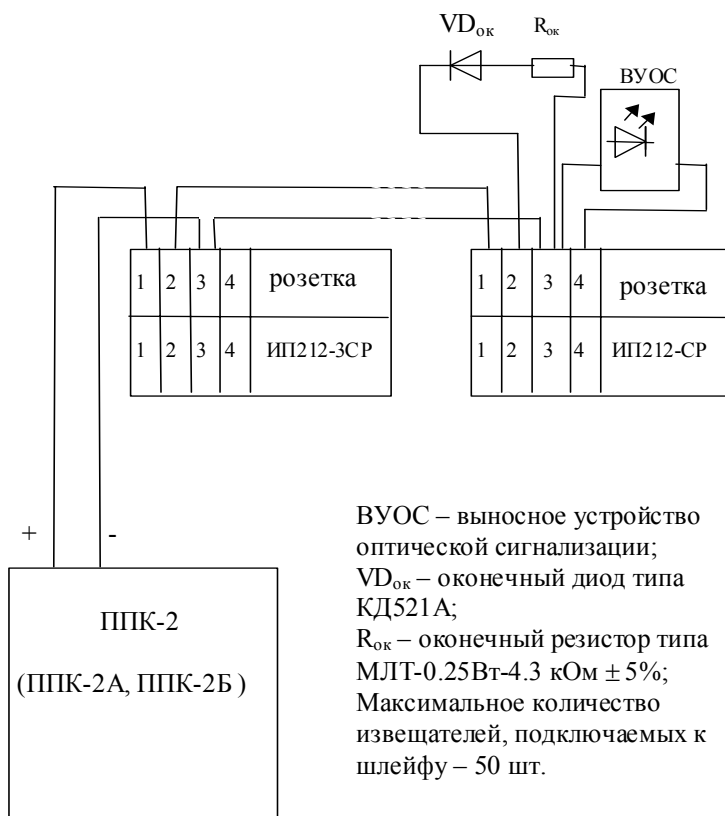 VDок Rок
ВУОС
1 2 3 4 розетка
1 2 3 4 ИП212-3СР
1 2 3 4 розетка
1 2 3 4 ИП212-СР
+ -
ППК-2
(ППК-2А, ППК-2Б )
ВУОС – выносное устройство
оптической сигнализации;
VDок – оконечный диод типа
КД521А;
Rок – оконечный резистор типа
МЛТ-0.25Вт-4.3 кОм ± 5%;
Максимальное количество
извещателей, подключаемых к
шлейфу – 50 шт.